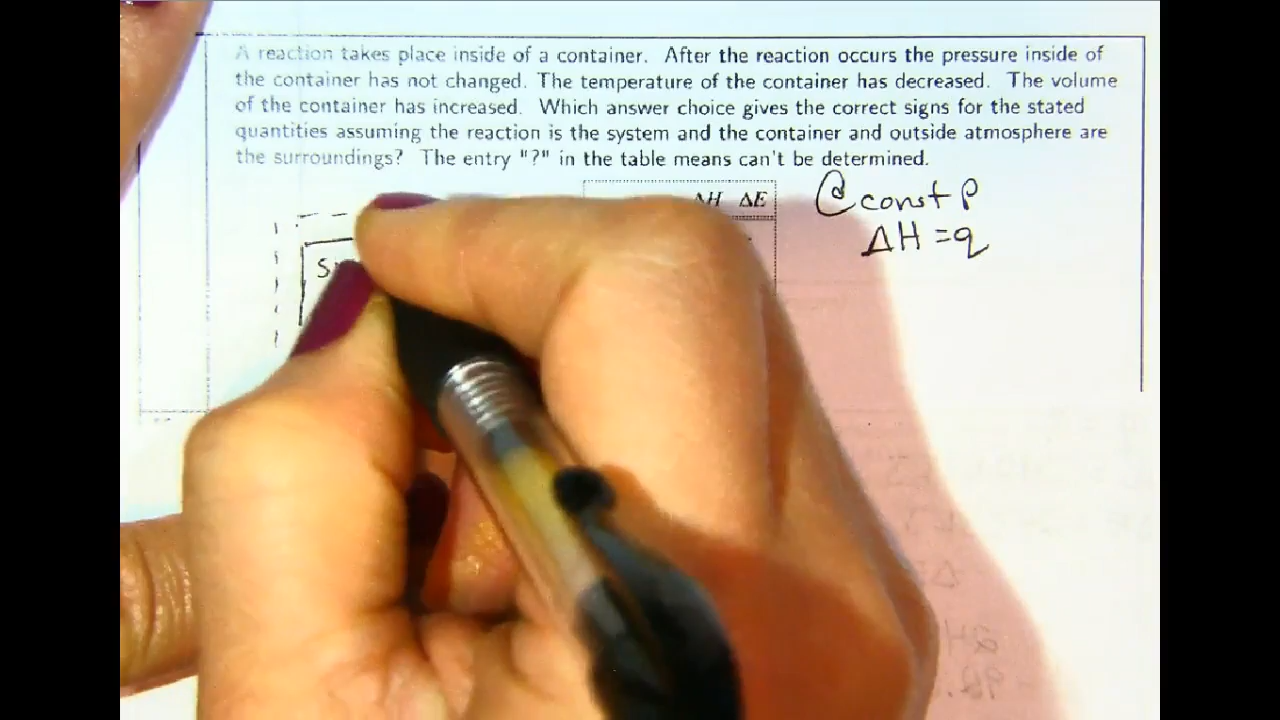 A reaction takes place inside of a container. After the reaction occurs the pressure inside of
the container has not changed. The temperature of the container has decreased. The volume
of the container has increased. Which answer choice gives the correct signs for the stated
quantities assuming the reaction is the system and the container and outside atmosphere are
the surroundings? The entry "?" in the table means can't be determined.
ΔH ΔE
@ const P
ΔH = q